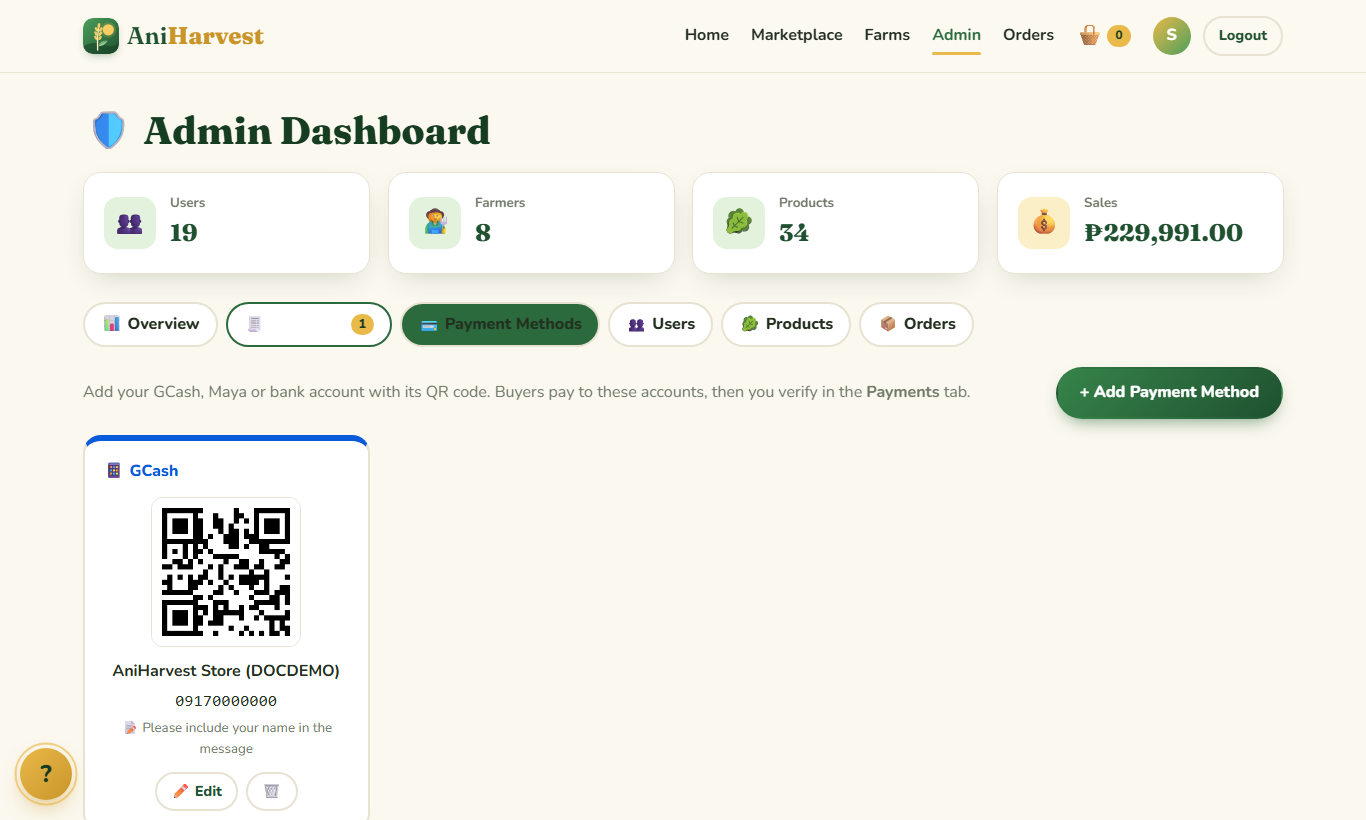 AniHarvest
Home
Marketplace
Farms
Admin
Orders
0
S
Logout
Admin Dashboard
Users
19
Farmers
8
Products
34
Sales
₱229,991.00
Overview
1
Payment Methods
Users
Products
Orders
Add your GCash, Maya or bank account with its QR code. Buyers pay to these accounts, then you verify in the Payments tab.
+ Add Payment Method
GCash
AniHarvest Store (DOCDEMO)
09170000000
Please include your name in the
message
Edit
?